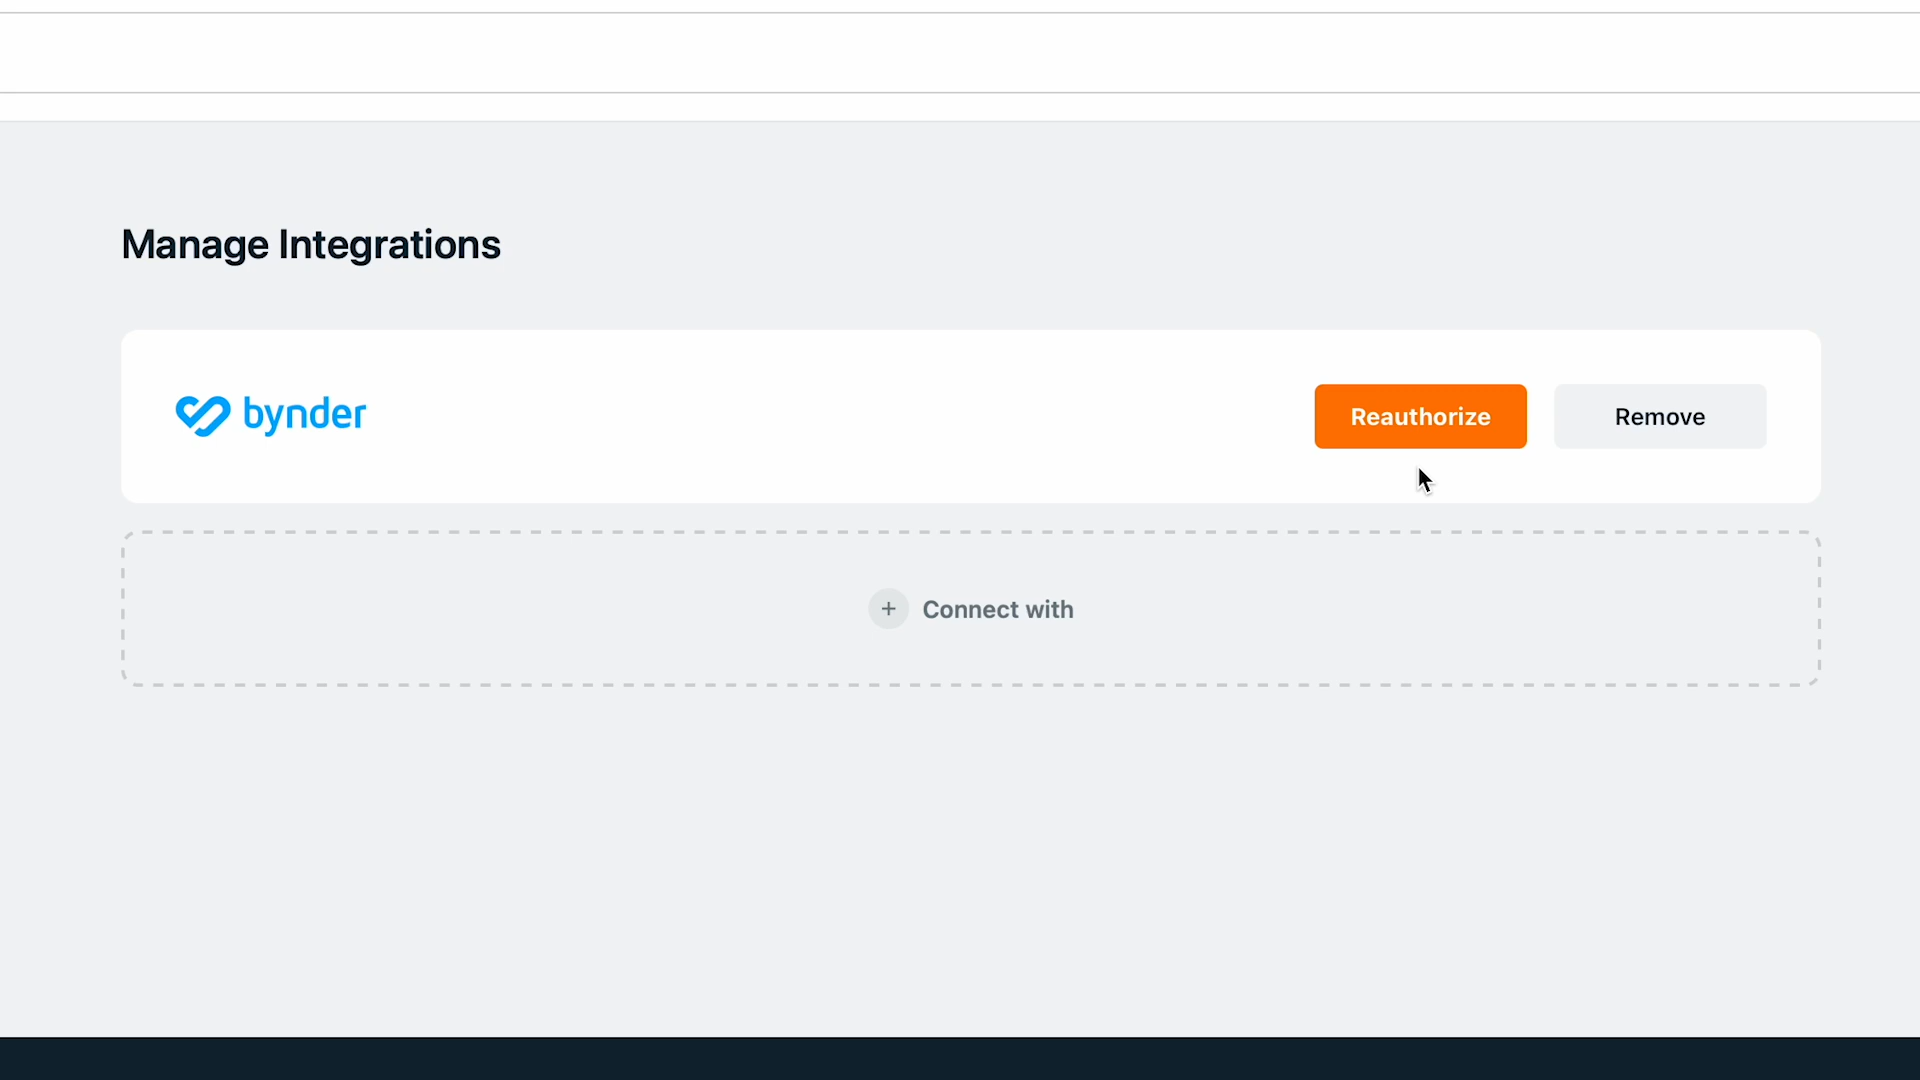 Manage Integrations
bynder
Reauthorize
Remove
+ Connect with